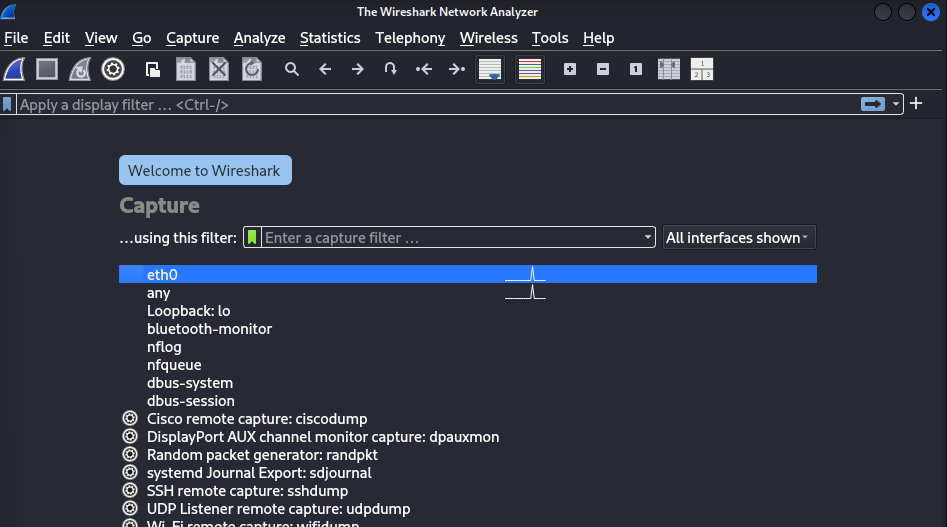 The Wireshark Network Analyzer
File Edit View Go Capture Analyze Statistics Telephony Wireless Tools Help
1
1
2 3
Apply a display filter … <Ctrl-/>
Welcome to Wireshark
Capture
…using this filter: Enter a capture filter … All interfaces shown
eth0
any
Loopback: lo
bluetooth-monitor
nflog
nfqueue
dbus-system
dbus-session
Cisco remote capture: ciscodump
DisplayPort AUX channel monitor capture: dpauxmon
Random packet generator: randpkt
systemd Journal Export: sdjournal
SSH remote capture: sshdump
UDP Listener remote capture: udpdump
Wi-Fi remote capture: wifidump